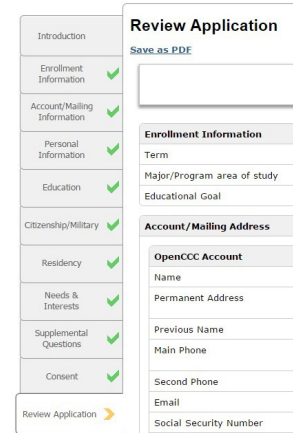 Review Application
Save as PDF
Introduction
Enrollment
Information
Account/Mailing
Information
Personal
Information
Education
Citizenship/Military
Residency
Needs &
Interests
Supplemental
Questions
Consent
Review Application
Enrollment Information
Term
Major/Program area of study
Educational Goal
Account/Mailing Address
OpenCCC Account
Name
Permanent Address
Previous Name
Main Phone
Second Phone
Email
Social Security Number